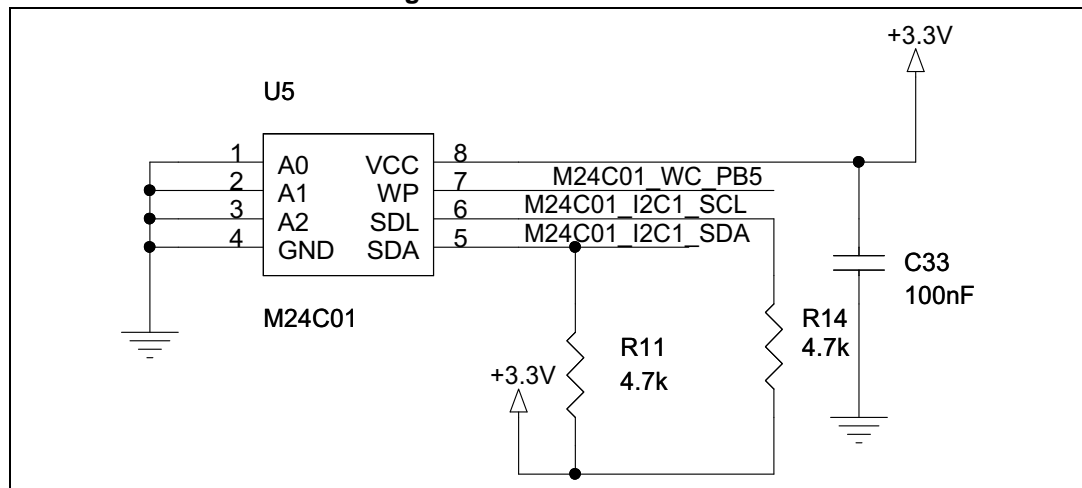 +3.3V
U5
1 A0 VCC 8
2 A1 WP 7 M24C01_WC_PB5
3 A2 SDL 6 M24C01_I2C1_SCL
4 GND SDA 5 M24C01_I2C1_SDA
M24C01
C33
100nF
R14
4.7k
R11
4.7k
+3.3V